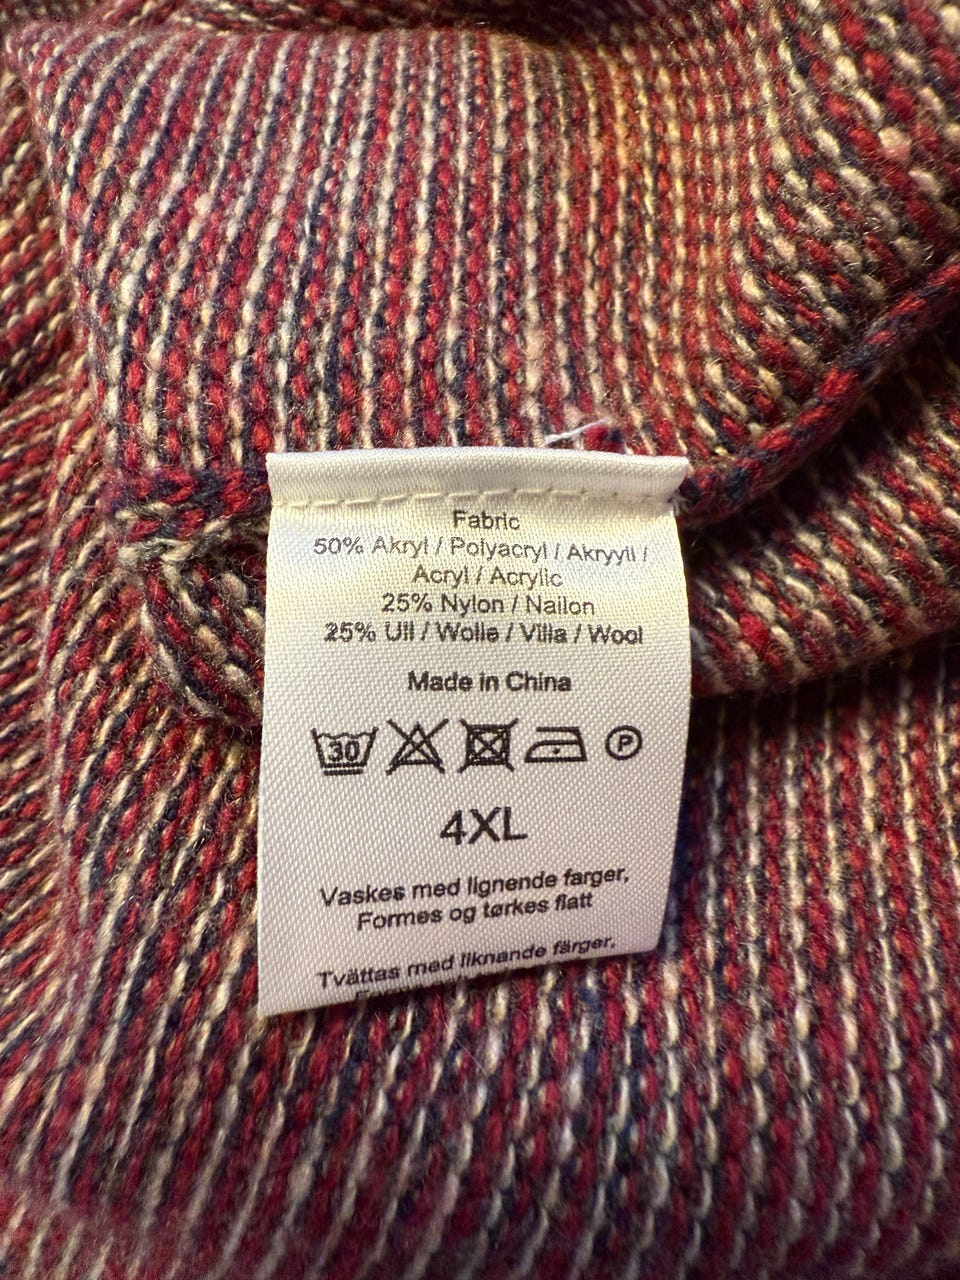 Fabric
50% Akryl / Polyacryl / Akryyli /
Acryl / Acrylic
25% Nylon / Nailon
25% Ull / Wolle / Villa / Wool
Made in China
30 P
4XL
Vaskes med lignende farger,
Formes og tørkes flatt
Tvättas med liknande färger,